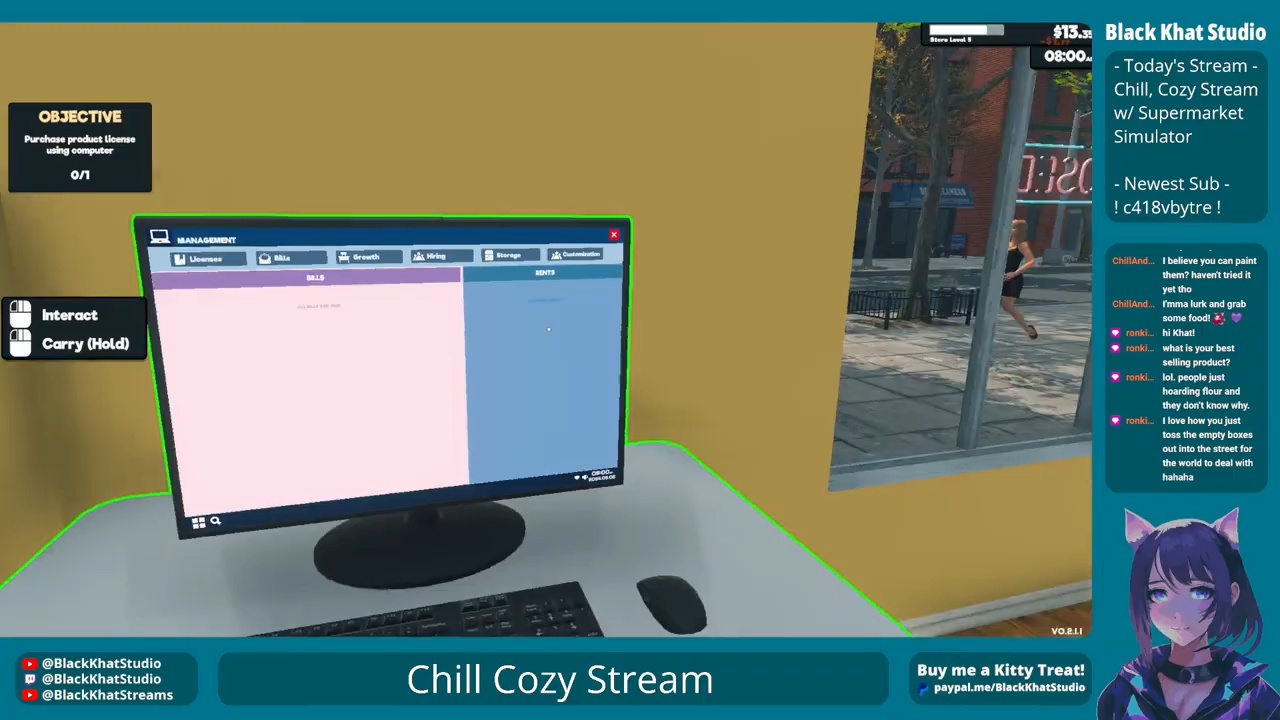 Store Level 5
$13.35
08:00AM
OBJECTIVE
Purchase product license
using computer
0/1
Interact
Carry (Hold)
MANAGEMENT
Licenses
Bills
Growth
Hiring
Storage
Customization
BILLS
RENTS
V0.2.1.1
Black Khat Studio
- Today's Stream -
Chill, Cozy Stream
w/ Supermarket
Simulator
- Newest Sub -
! c418vbytre !
ChillAnd... I believe you can paint
them? haven't tried it
yet tho
ChillAnd... I'mma lurk and grab
some food!
ronki... hi Khat!
ronki... what is your best
selling product?
ronki... lol. people just
hoarding flour and
they don't know why.
ronki... I love how you just
toss the empty boxes
out into the street for
the world to deal with
hahaha
@BlackKhatStudio
@BlackKhatStudio
@BlackKhatStreams
Chill Cozy Stream
Buy me a Kitty Treat!
paypal.me/BlackKhatStudio